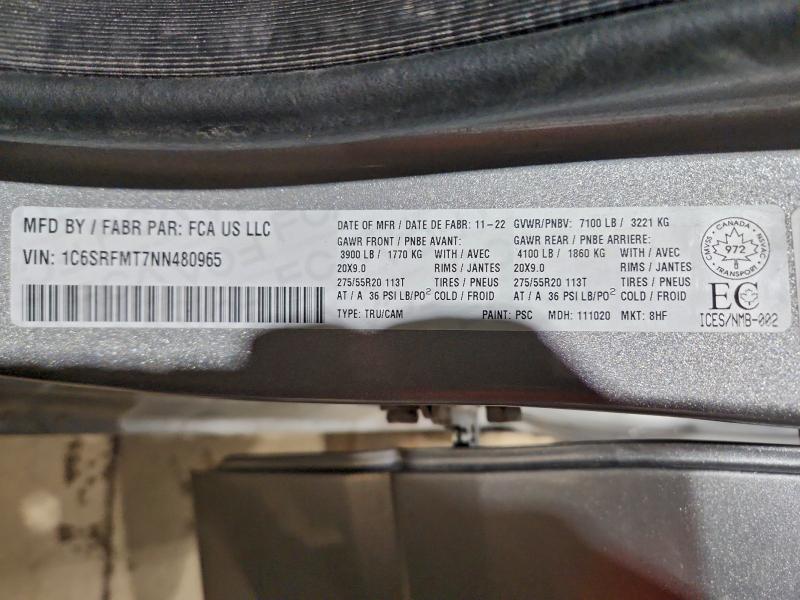 MFD BY / FABR PAR: FCA US LLC
VIN: 1C6SRFMT7NN480965
DATE OF MFR / DATE DE FABR: 11-22 GVWR/PNBV: 7100 LB / 3221 KG
GAWR FRONT / PNBE AVANT: GAWR REAR / PNBE ARRIERE:
3900 LB / 1770 KG WITH / AVEC 4100 LB / 1860 KG WITH / AVEC
20X9.0 RIMS / JANTES 20X9.0 RIMS / JANTES
275/55R20 113T TIRES / PNEUS 275/55R20 113T TIRES / PNEUS
AT / A 36 PSI LB/PO² COLD / FROID AT / A 36 PSI LB/PO² COLD / FROID
TYPE: TRU/CAM PAINT: PSC MDH: 111020 MKT: 8HF
CANADA
CMVSS 972 NSVAC
TRANSPORT
EC
ICES/NMB-002